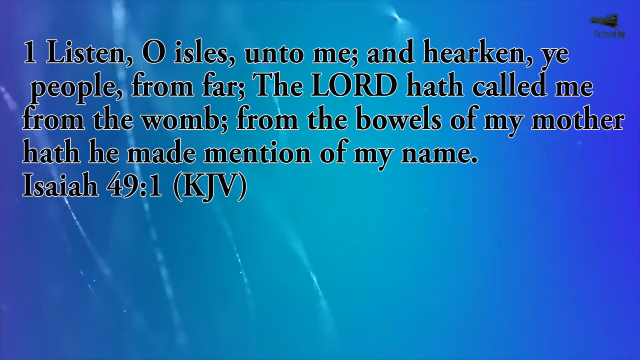 1 Listen, O isles, unto me; and hearken, ye
people, from far; The LORD hath called me
from the womb; from the bowels of my mother
hath he made mention of my name.
Isaiah 49:1 (KJV)